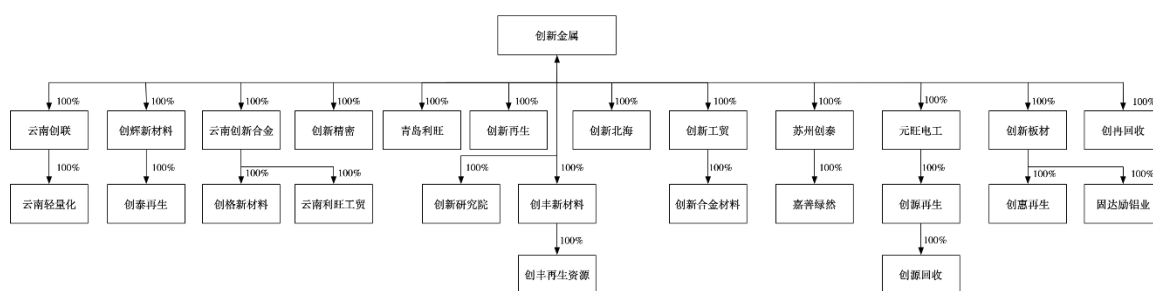 创新金属
100% 100% 100% 100% 100% 100% 100% 100% 100% 100% 100% 100%
云南创联 创辉新材料 云南创新合金 创新精密 青岛利旺 创新再生 创新北海 创新工贸 苏州创泰 元旺电工 创新板材 创冉回收
100% 100% 100% 100% 100% 100% 100% 100% 100% 100% 100%
云南轻量化 创泰再生 创格新材料 云南利旺工贸 创新研究院 创丰新材料 创新合金材料 嘉善绿然 创源再生 创惠再生 固达励铝业
100% 100%
创丰再生资源 创源回收